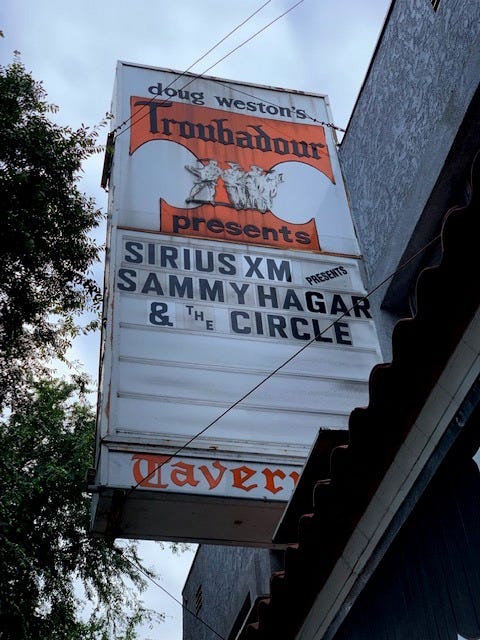 doug weston's
Troubadour
presents
SIRIUS XM PRESENTS
SAMMY HAGAR
& THE CIRCLE